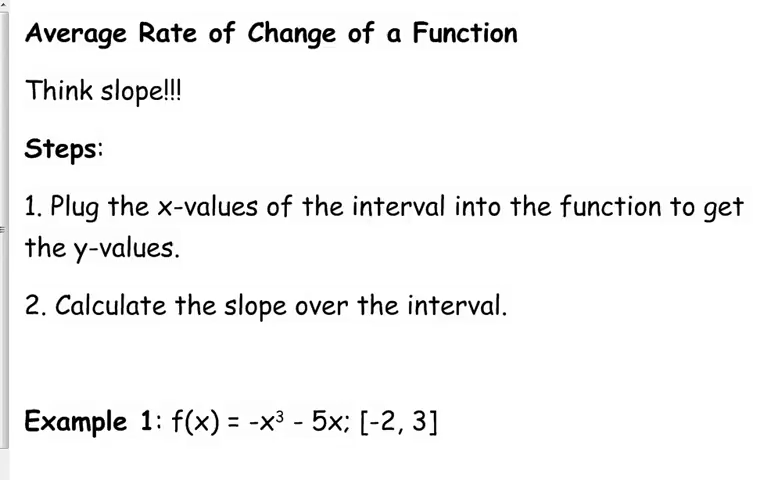 Average Rate of Change of a Function
Think slope!!!
Steps:
1. Plug the x-values of the interval into the function to get
the y-values.
2. Calculate the slope over the interval.
Example 1: f(x) = -x³ - 5x; [-2, 3]